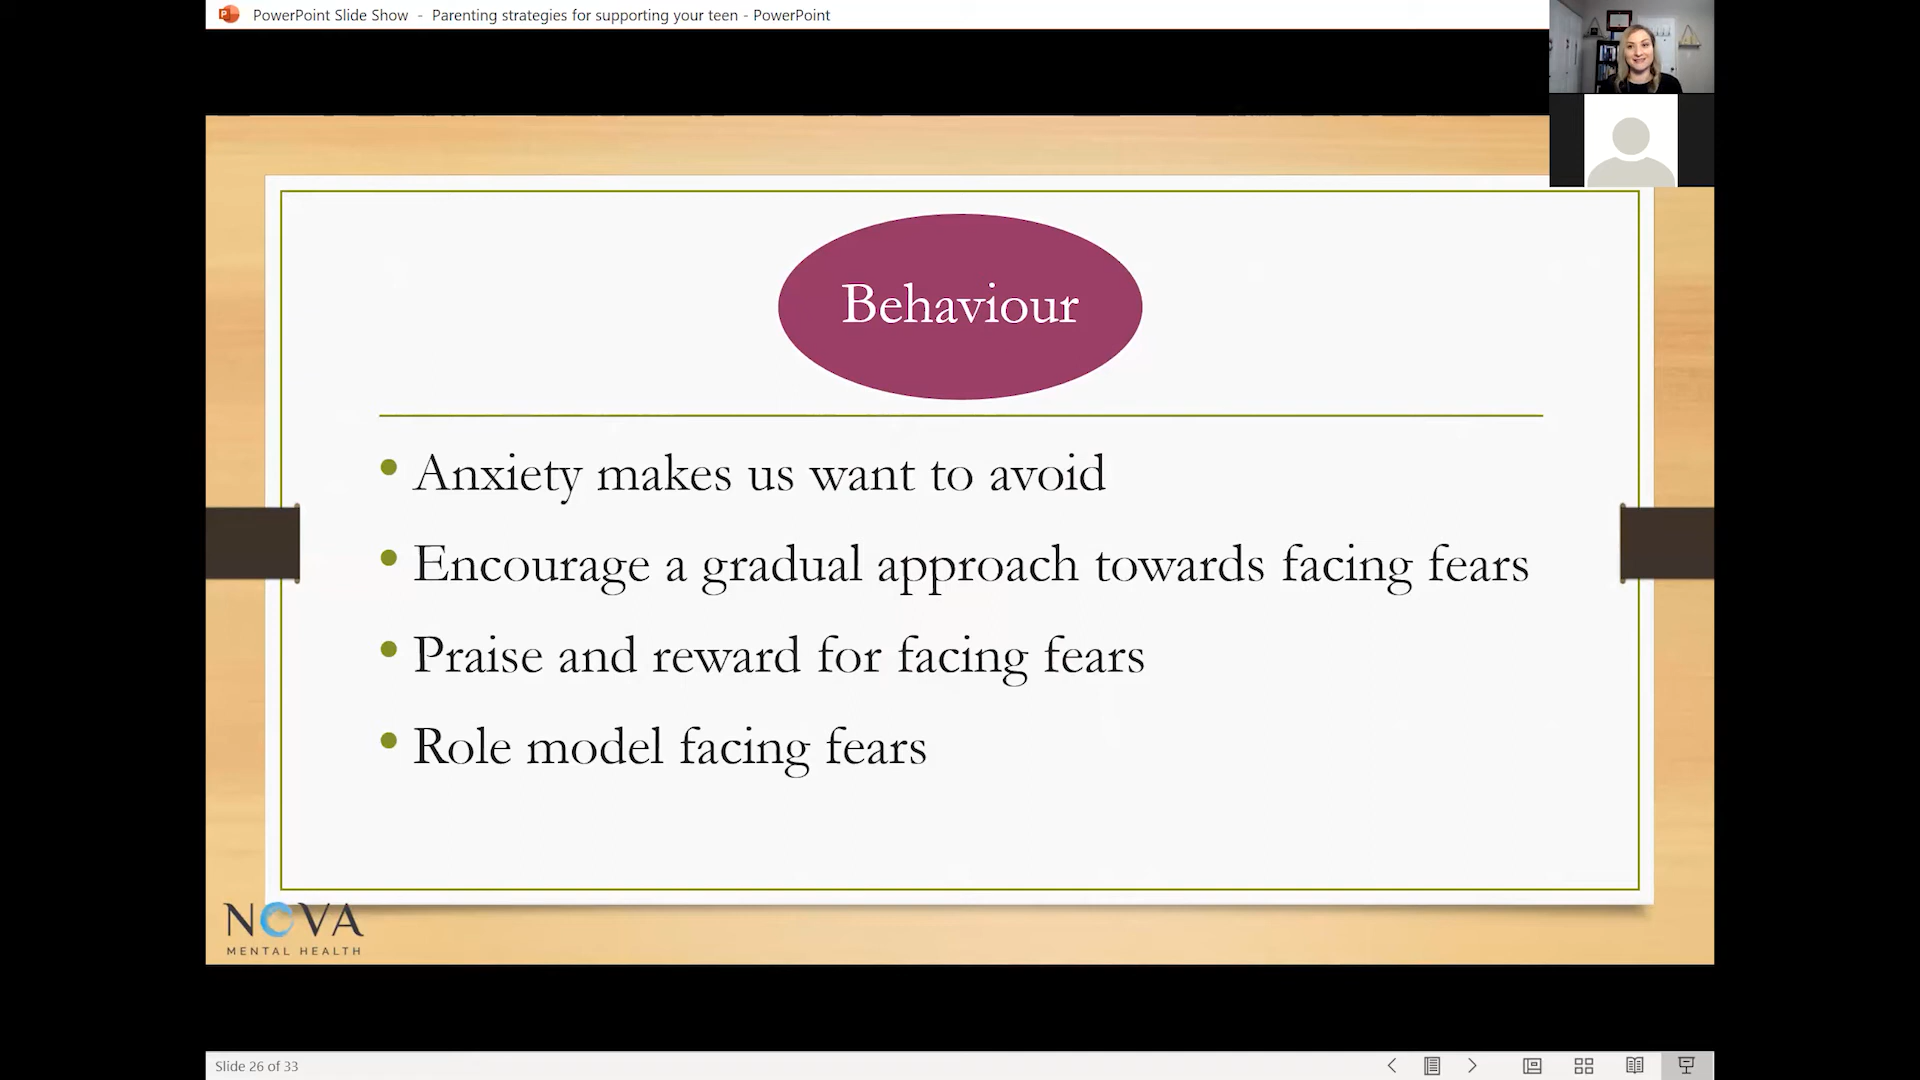 PowerPoint Slide Show - Parenting strategies for supporting your teen - PowerPoint
Behaviour
• Anxiety makes us want to avoid
• Encourage a gradual approach towards facing fears
• Praise and reward for facing fears
• Role model facing fears
NOVA
MENTAL HEALTH
Slide 26 of 33